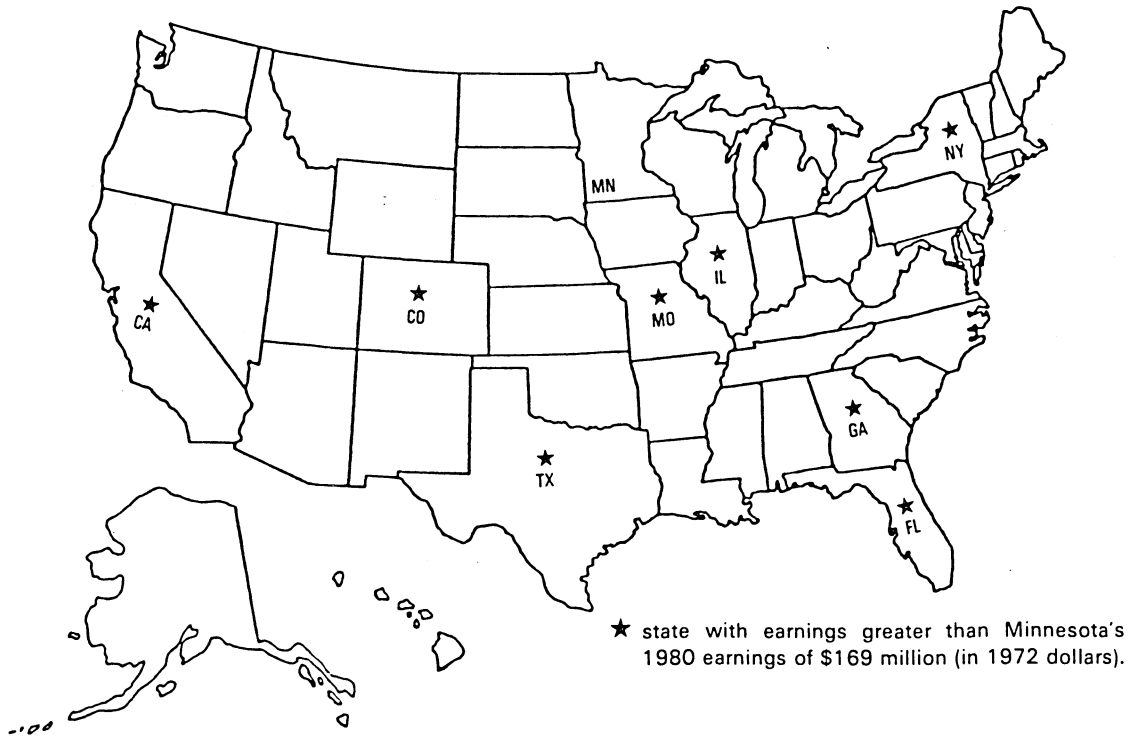 NY
MN
IL
CA
CO
MO
GA
TX
FL
★ state with earnings greater than Minnesota's
1980 earnings of $169 million (in 1972 dollars).